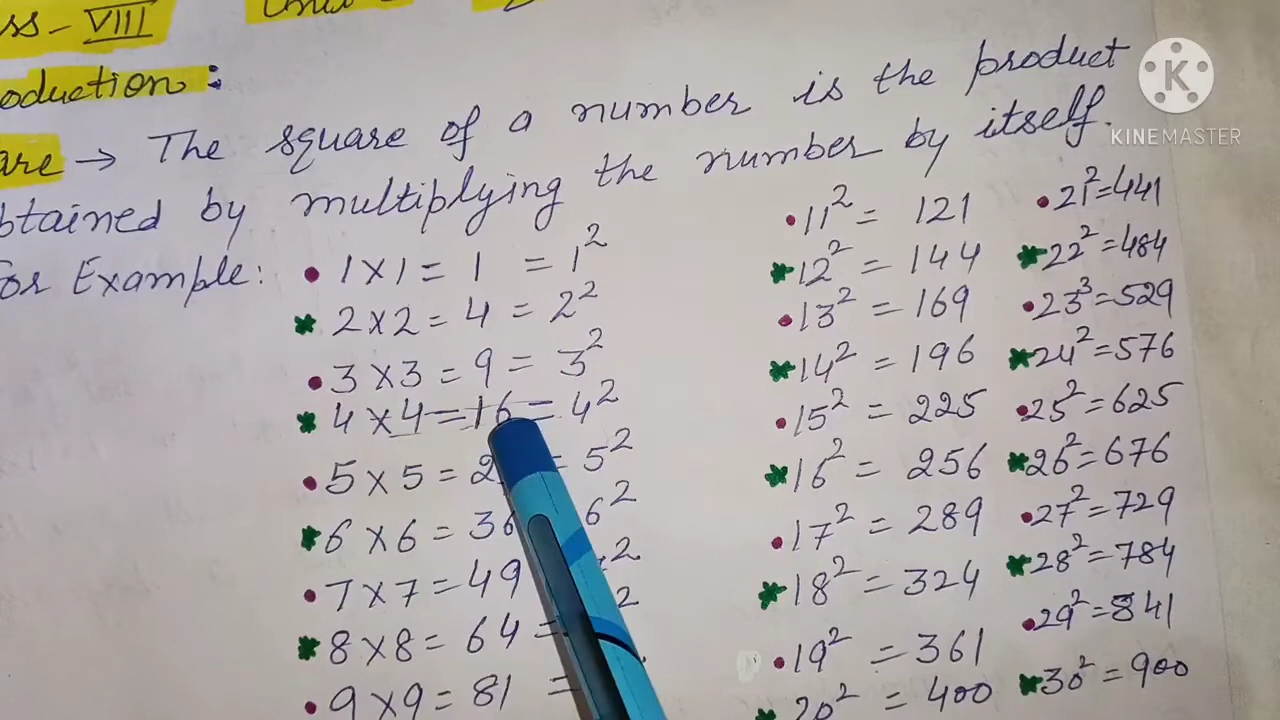 ss - VIII
oduction :
are → The square of a number is the product
btained by multiplying the number by itself.
For Example:
• 1 × 1 = 1 = 1²
* 2 × 2 = 4 = 2²
• 3 × 3 = 9 = 3²
* 4 × 4 = 16 = 4²
• 5 × 5 = 2 = 5²
* 6 × 6 = 36 6²
• 7 × 7 = 49 ²
* 8 × 8 = 64 = ²
• 9 × 9 = 81 =
• 11² = 121
* 12² = 144
• 13² = 169
* 14² = 196
• 15² = 225
* 16² = 256
• 17² = 289
* 18² = 324
• 19² = 361
* 20² = 400
• 21² = 441
* 22² = 484
• 23³ = 529
* 24² = 576
• 25² = 625
* 26² = 676
• 27² = 729
* 28² = 784
• 29² = 841
* 30² = 900
K
KINEMASTER